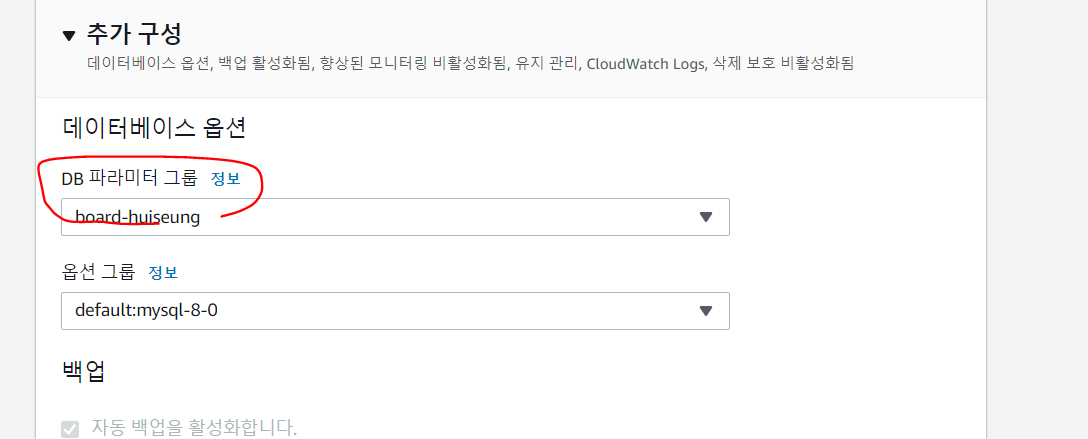 추가 구성
데이터베이스 옵션, 백업 활성화됨, 향상된 모니터링 비활성화됨, 유지 관리, CloudWatch Logs, 삭제 보호 비활성화됨
데이터베이스 옵션
DB 파라미터 그룹 정보
board-huiseung
옵션 그룹 정보
default:mysql-8-0
백업
자동 백업을 활성화합니다.